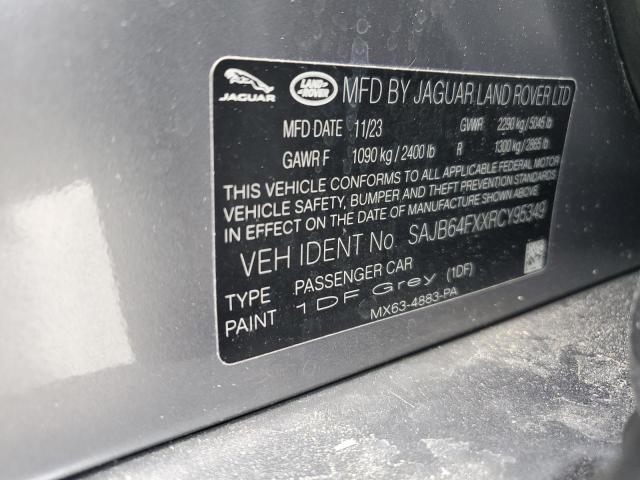 JAGUAR LAND ROVER MFD BY JAGUAR LAND ROVER LTD
MFD DATE 11/23 GVWR 2290 kg / 5045 lb
GAWR F 1090 kg / 2400 lb R 1300 kg / 2865 lb
THIS VEHICLE CONFORMS TO ALL APPLICABLE FEDERAL MOTOR
VEHICLE SAFETY, BUMPER AND THEFT PREVENTION STANDARDS
IN EFFECT ON THE DATE OF MANUFACTURE SHOWN ABOVE.
VEH IDENT No SAJB64FXXRCY95349
TYPE PASSENGER CAR
PAINT 1DF Grey (1DF)
MX63-4883-PA